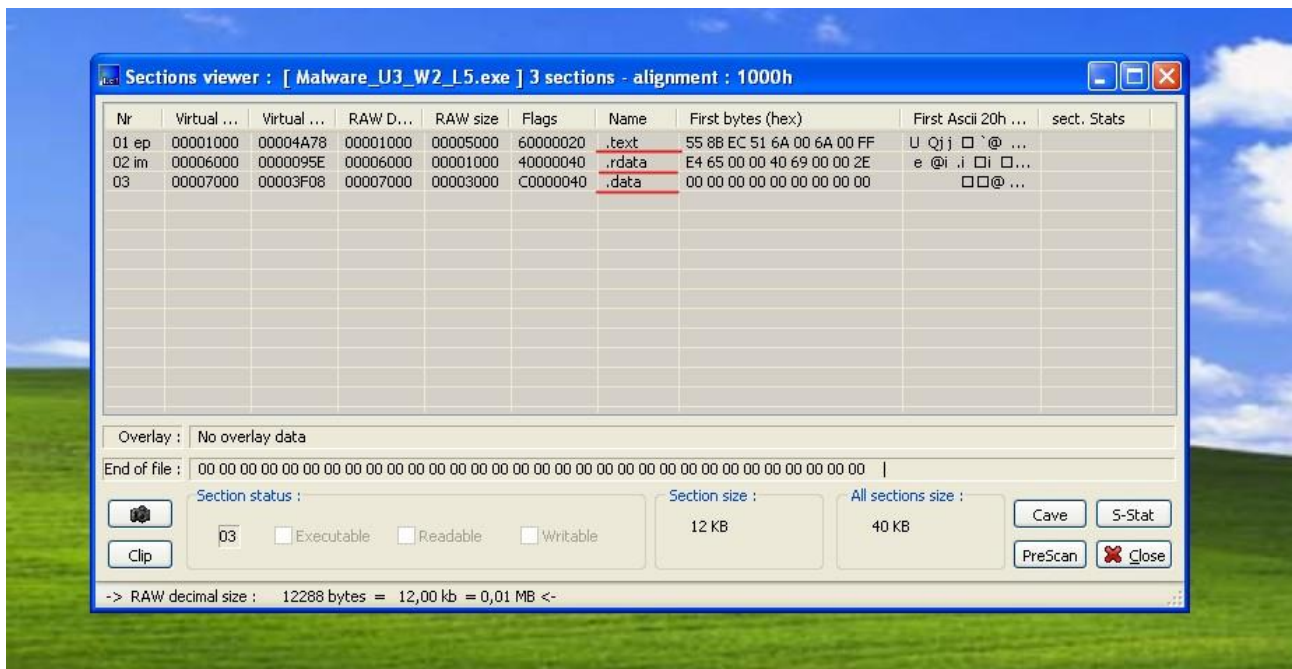 Sections viewer : [ Malware_U3_W2_L5.exe ] 3 sections - alignment : 1000h
Nr Virtual ... Virtual ... RAW D... RAW size Flags Name First bytes (hex) First Ascii 20h ... sect. Stats
01 ep 00001000 00004A78 00001000 00005000 60000020 .text 55 8B EC 51 6A 00 6A 00 FF U Qjj □ `@ ...
02 im 00006000 0000095E 00006000 00001000 40000040 .rdata E4 65 00 00 40 69 00 00 2E e @i .i □i □...
03 00007000 00003F08 00007000 00003000 C0000040 .data 00 00 00 00 00 00 00 00 00 □□@ ...
Overlay : No overlay data
End of file : 00 00 00 00 00 00 00 00 00 00 00 00 00 00 00 00 00 00 00 00 00 00 00 00 00 00 00 00 00 00 00 00 |
Section status : Section size : All sections size :
03 Executable Readable Writable 12 KB 40 KB Cave S-Stat
Clip PreScan Close
-> RAW decimal size : 12288 bytes = 12,00 kb = 0,01 MB <-